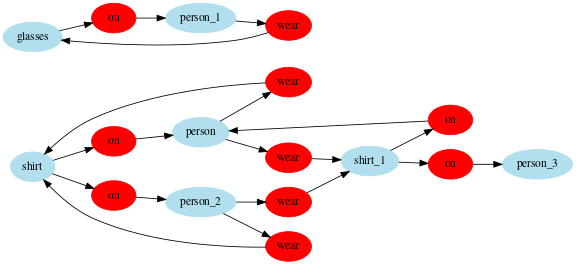 glasses
on
person_1
wear
wear
shirt
on
person
wear
on
person_2
wear
wear
shirt_1
on
on
person_3